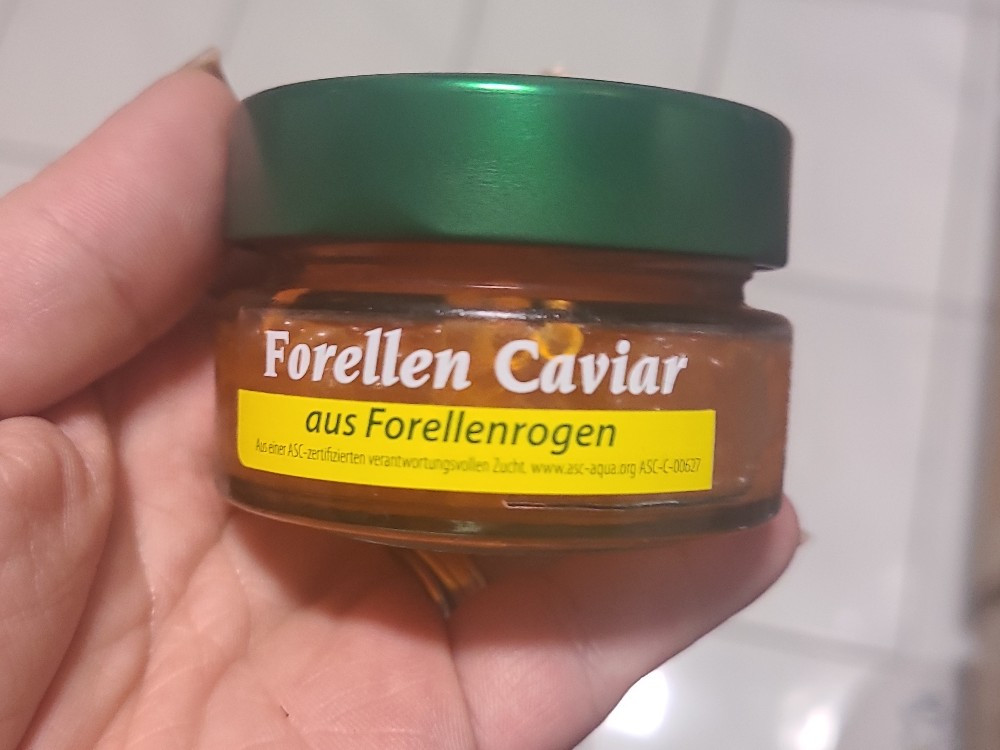 Forellen Caviar
aus Forellenrogen
Aus einer ASC-zertifizierten verantwortungsvollen Zucht. www.asc-aqua.org ASC-C-00627